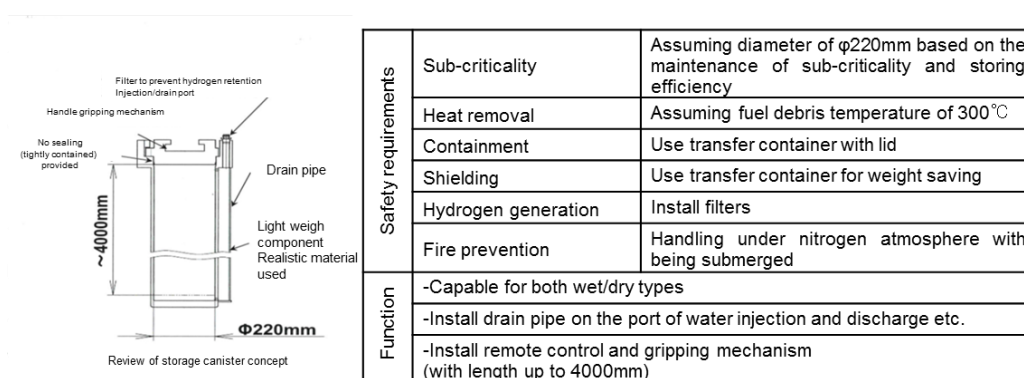 Filter to prevent hydrogen retention
Injection/drain port
Handle gripping mechanism
No sealing
(tightly contained)
provided
Drain pipe
~4000mm
Light weigh
component
Realistic material
used
Φ220mm
Review of storage canister concept
Safety requirements
Sub-criticality
Assuming diameter of φ220mm based on the
maintenance of sub-criticality and storing
efficiency
Heat removal
Assuming fuel debris temperature of 300℃
Containment
Use transfer container with lid
Shielding
Use transfer container for weight saving
Hydrogen generation
Install filters
Fire prevention
Handling under nitrogen atmosphere with
being submerged
Function
-Capable for both wet/dry types
-Install drain pipe on the port of water injection and discharge etc.
-Install remote control and gripping mechanism
(with length up to 4000mm)